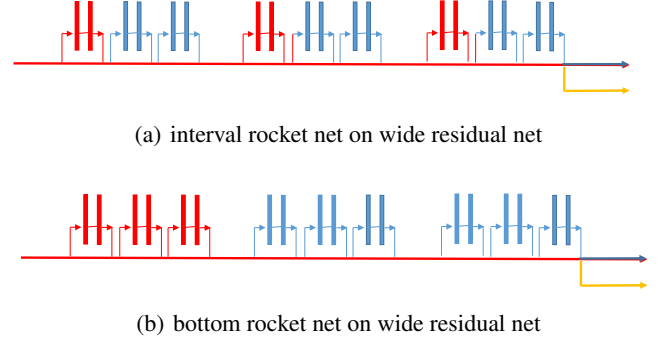 (a) interval rocket net on wide residual net
(b) bottom rocket net on wide residual net